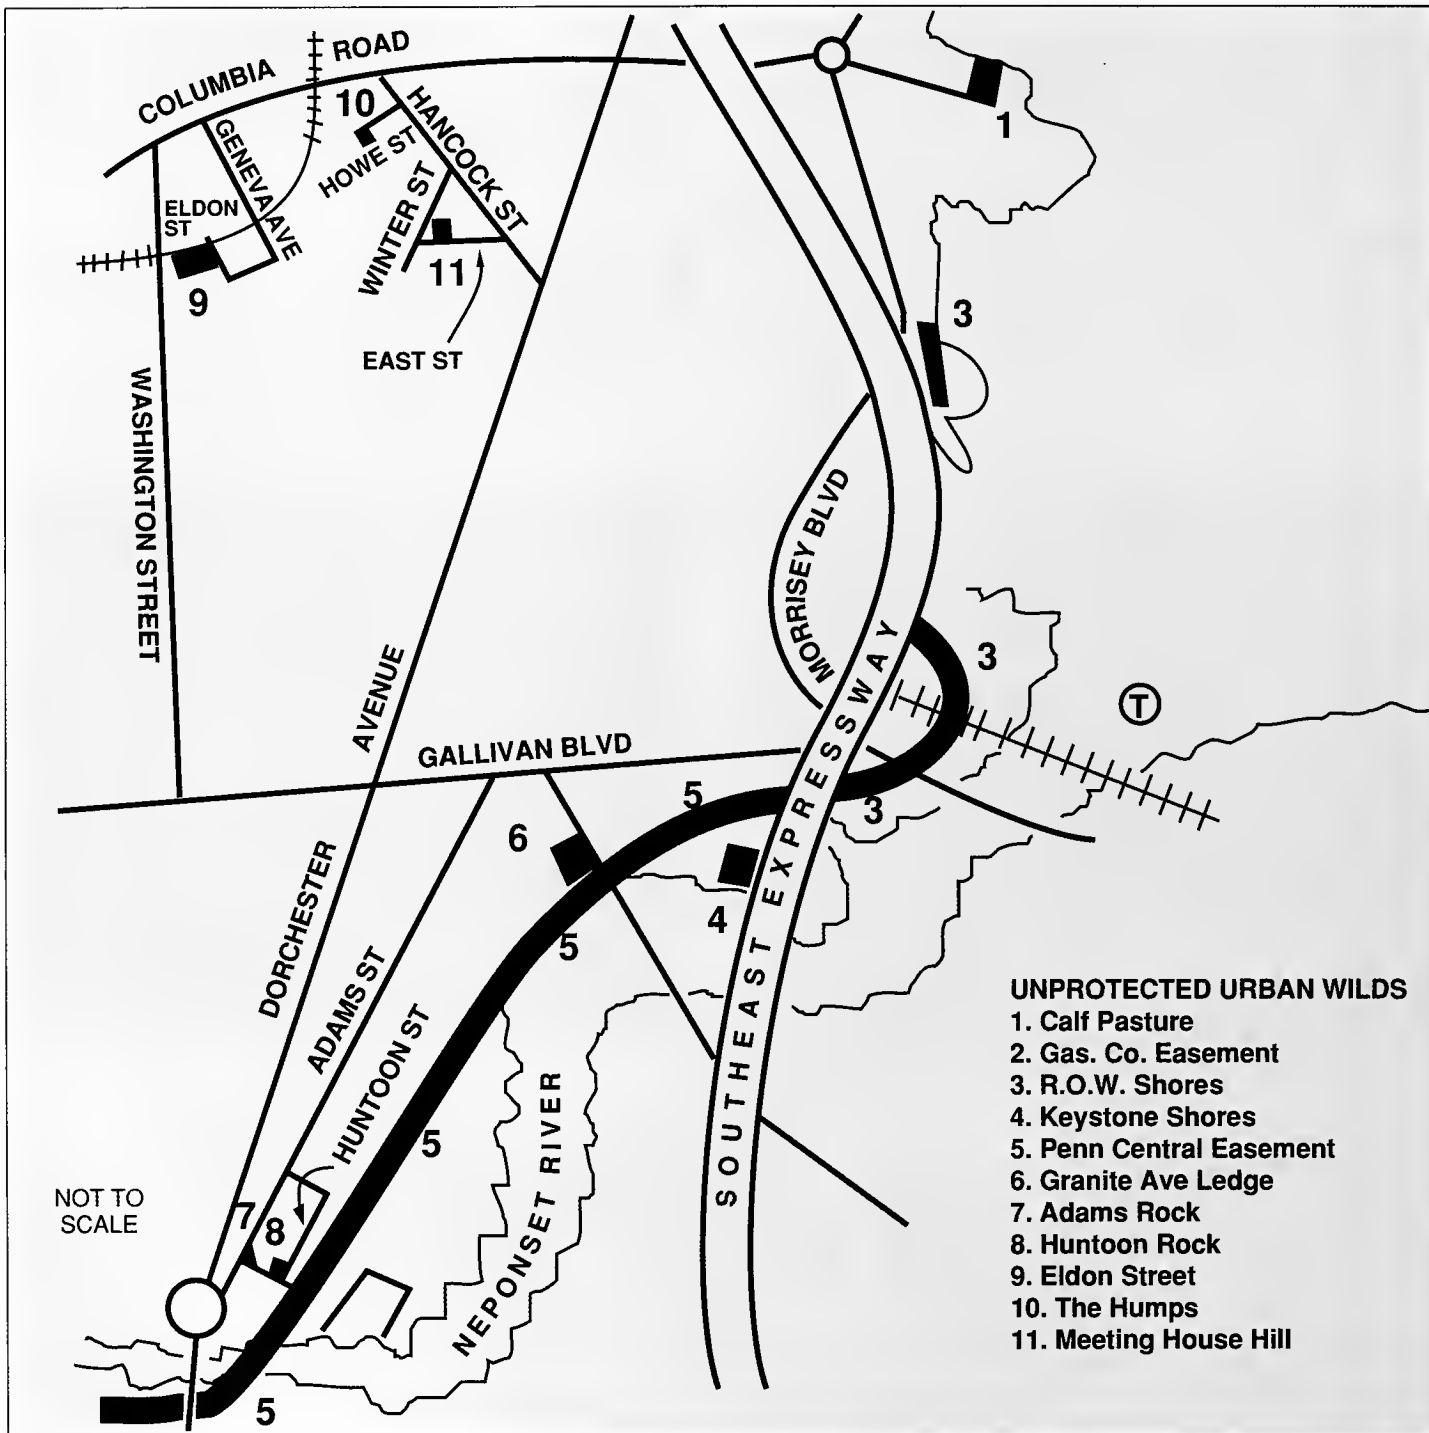 COLUMBIA ROAD
10
HANCOCK ST
1
GENEVA AVE
HOWE ST
ELDON
ST
WINTER ST
11
9
3
EAST ST
WASHINGTON STREET
MORRISEY BLVD
3
T
DORCHESTER AVENUE
GALLIVAN BLVD
5
3
6
4
5
SOUTHEAST EXPRESSWAY
ADAMS ST
HUNTOON ST
5
NEPONSET RIVER
NOT TO
SCALE
7
8
5
UNPROTECTED URBAN WILDS
1. Calf Pasture
2. Gas. Co. Easement
3. R.O.W. Shores
4. Keystone Shores
5. Penn Central Easement
6. Granite Ave Ledge
7. Adams Rock
8. Huntoon Rock
9. Eldon Street
10. The Humps
11. Meeting House Hill